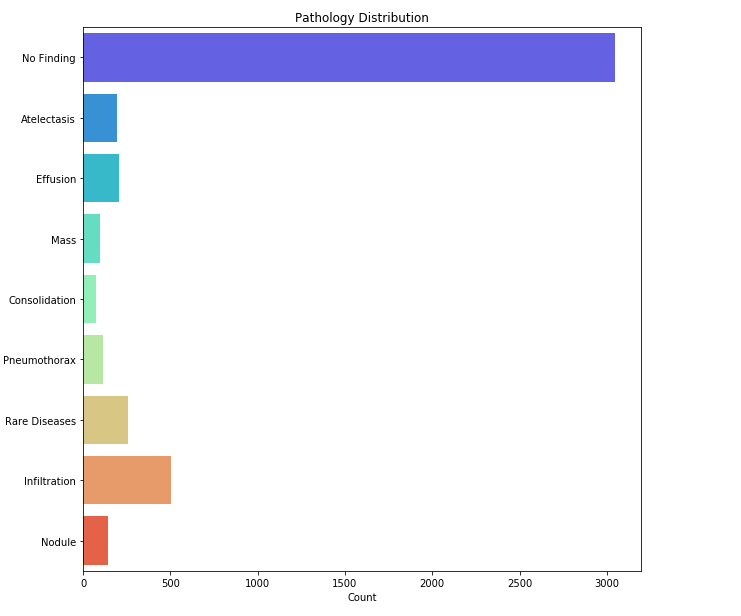 Pathology Distribution
No Finding
Atelectasis
Effusion
Mass
Consolidation
Pneumothorax
Rare Diseases
Infiltration
Nodule
0 500 1000 1500 2000 2500 3000
Count